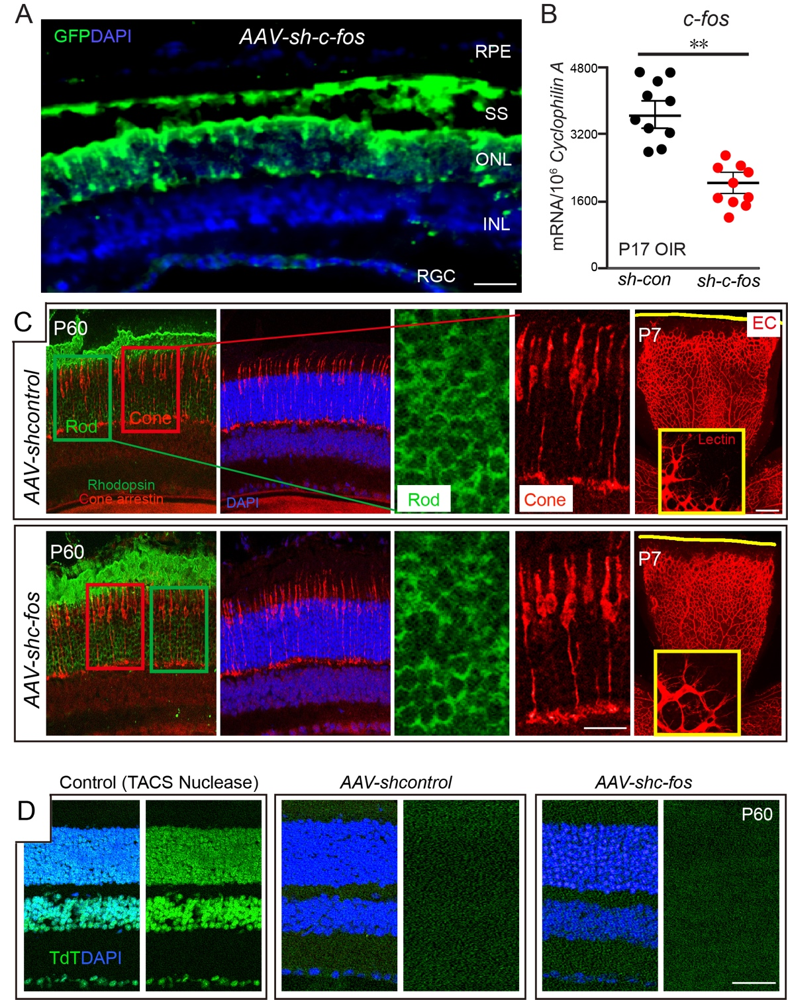 A
GFPDAPI
AAV-sh-c-fos
RPE
SS
ONL
INL
RGC
B
c-fos
**
mRNA/10⁶ Cyclophilin A
4800
3200
1600
0
P17 OIR
sh-con
sh-c-fos
C
AAV-shcontrol
P60
Rod
Cone
Rhodopsin
Cone arrestin
DAPI
Rod
Cone
P7
EC
Lectin
AAV-shc-fos
P60
P7
D
Control (TACS Nuclease)
AAV-shcontrol
AAV-shc-fos
TdTDAPI
P60